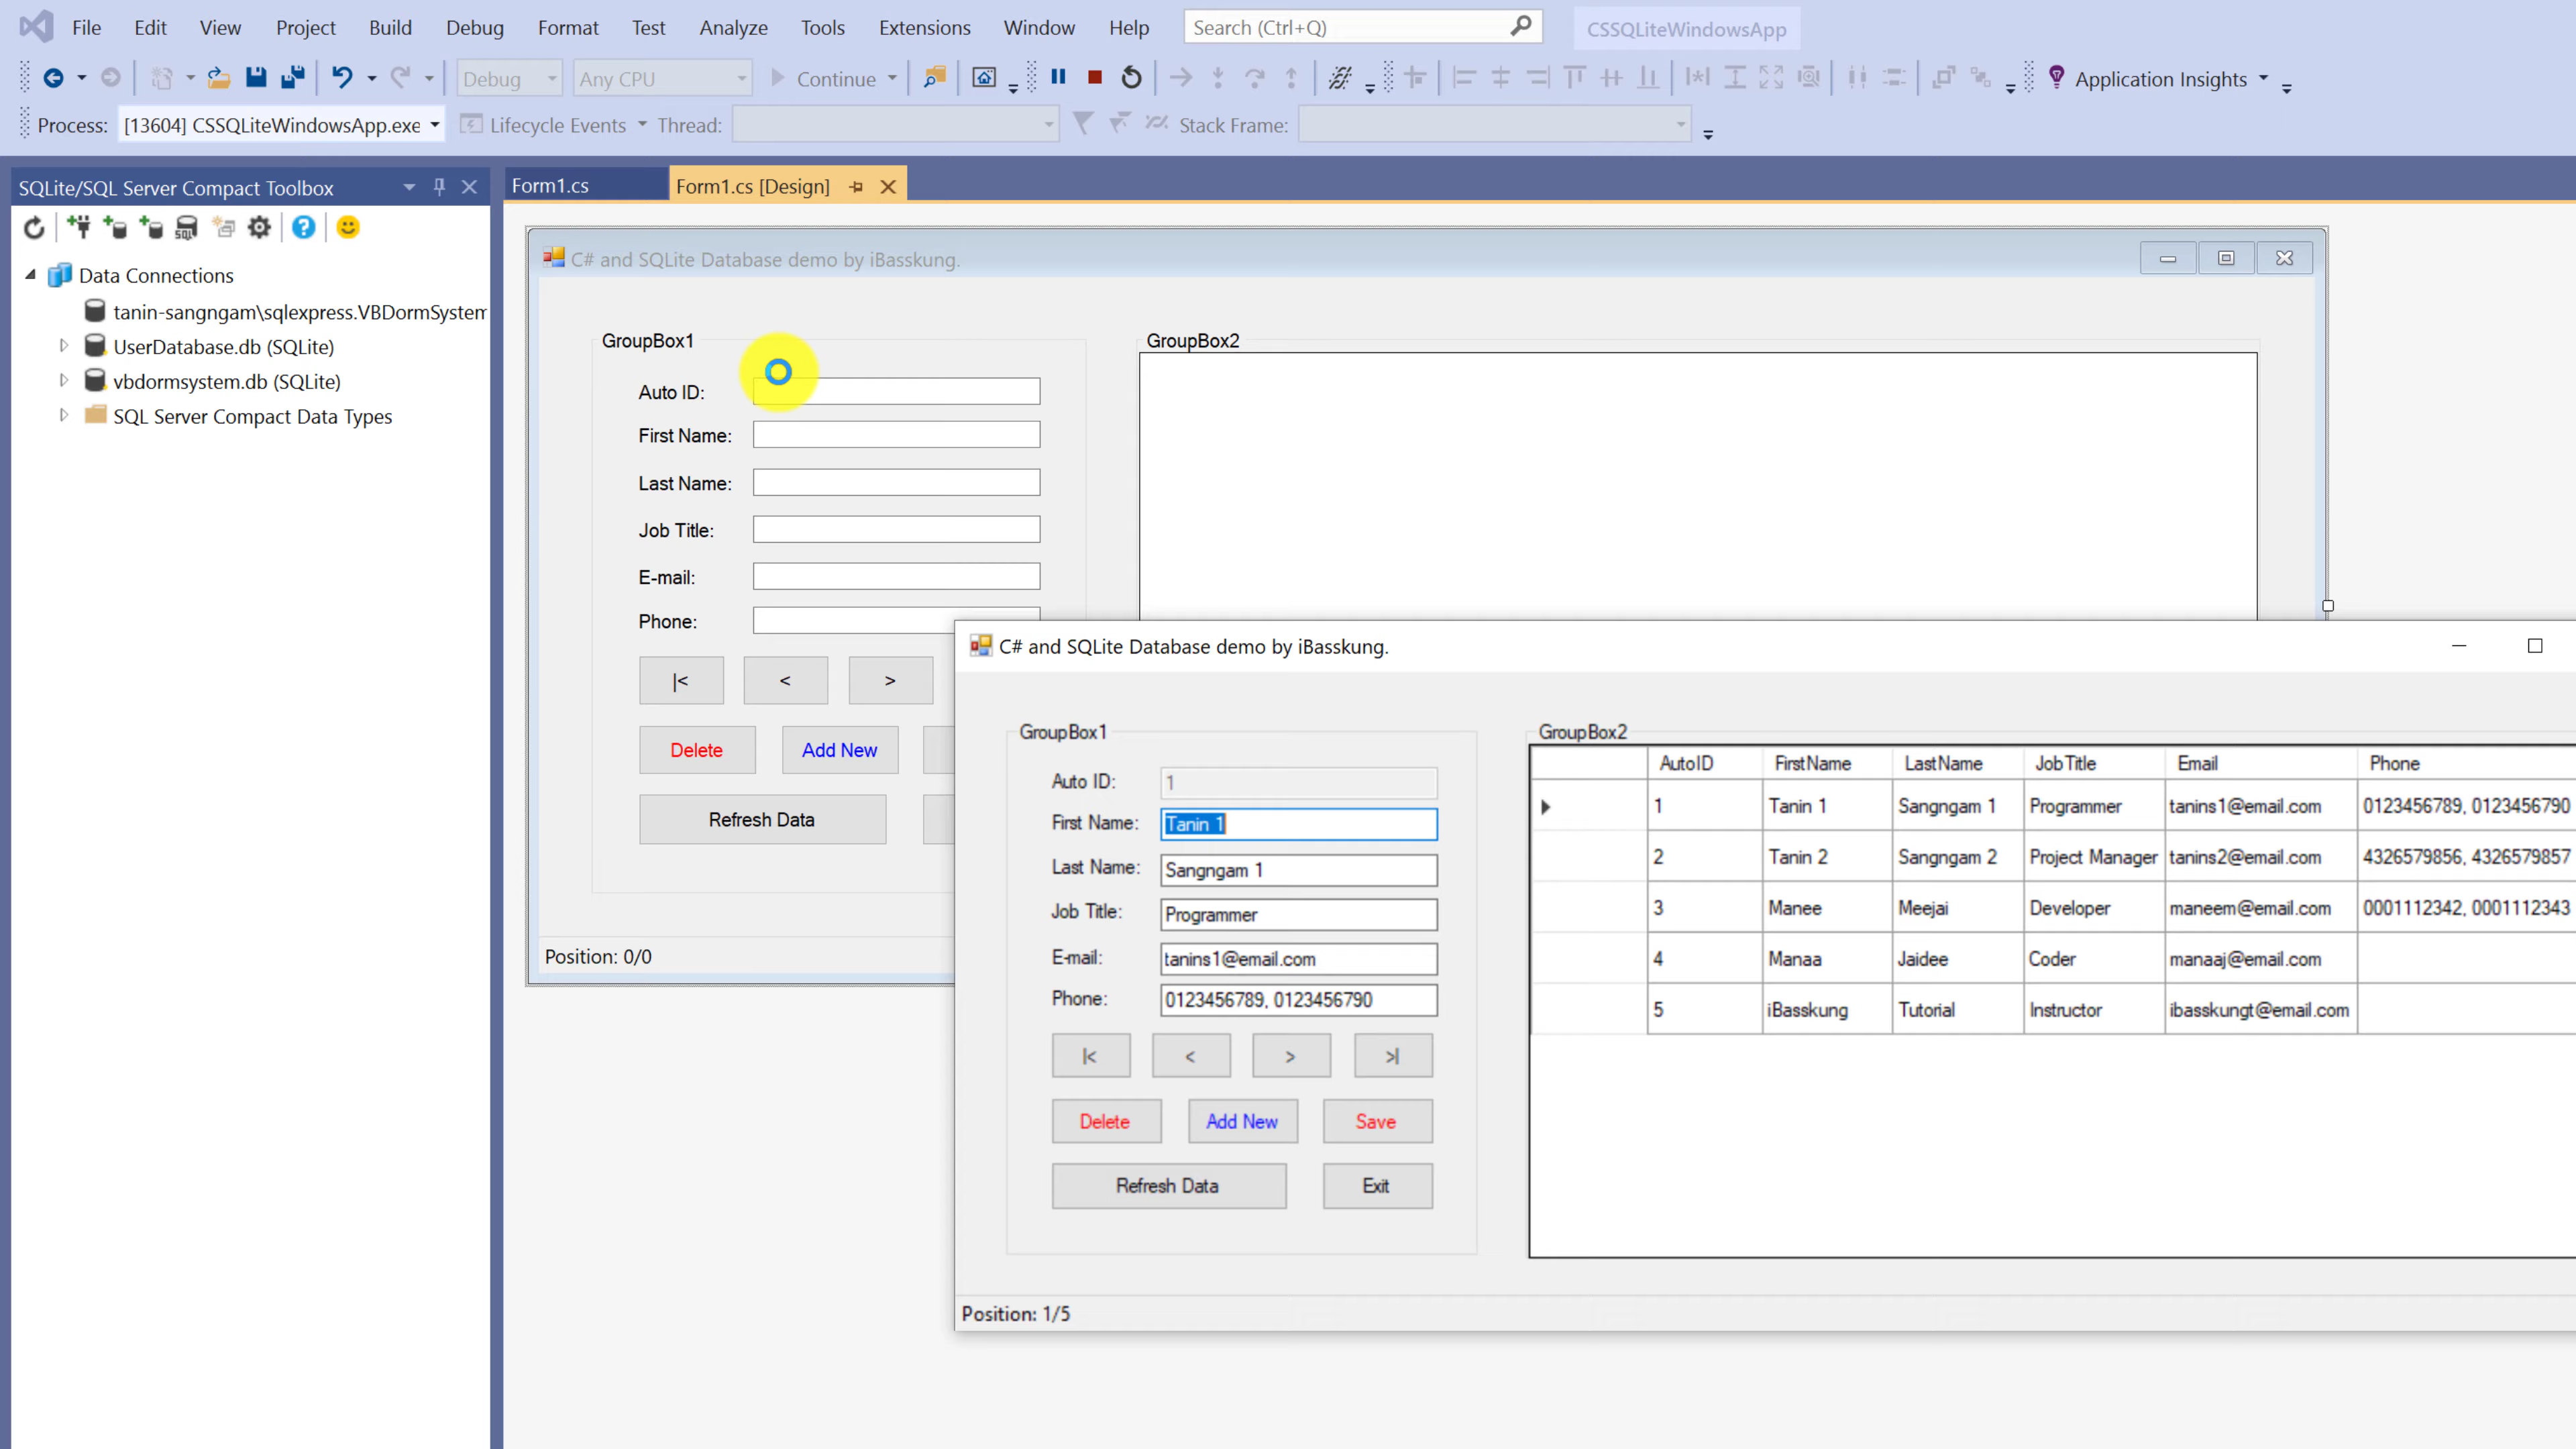 File Edit View Project Build Debug Format Test Analyze Tools Extensions Window Help Search (Ctrl+Q) CSSQLiteWindowsApp
Debug Any CPU Continue Application Insights
Process: [13604] CSSQLiteWindowsApp.exe Lifecycle Events Thread: Stack Frame:
SQLite/SQL Server Compact Toolbox
Form1.cs Form1.cs [Design]
SQL
Data Connections
tanin-sangngam\sqlexpress.VBDormSystem
UserDatabase.db (SQLite)
vbdormsystem.db (SQLite)
SQL Server Compact Data Types
C# and SQLite Database demo by iBasskung.
GroupBox1
Auto ID:
First Name:
Last Name:
Job Title:
E-mail:
Phone:
|< < >
Delete Add New
Refresh Data
Position: 0/0
GroupBox2
C# and SQLite Database demo by iBasskung.
GroupBox1
Auto ID: 1
First Name: Tanin 1
Last Name: Sangngam 1
Job Title: Programmer
E-mail: tanins1@email.com
Phone: 0123456789, 0123456790
|< < > >|
Delete Add New Save
Refresh Data Exit
GroupBox2
AutoID FirstName LastName JobTitle Email Phone
1 Tanin 1 Sangngam 1 Programmer tanins1@email.com 0123456789, 0123456790
2 Tanin 2 Sangngam 2 Project Manager tanins2@email.com 4326579856, 4326579857
3 Manee Meejai Developer maneem@email.com 0001112342, 0001112343
4 Manaa Jaidee Coder manaaj@email.com
5 iBasskung Tutorial Instructor ibasskungt@email.com
Position: 1/5